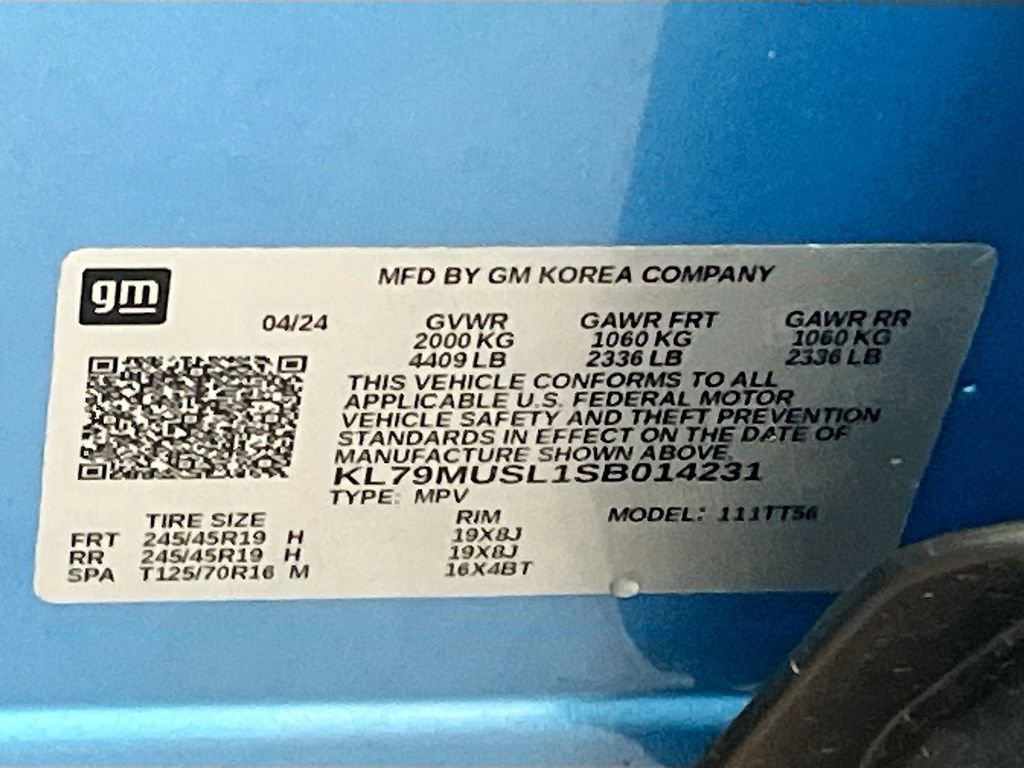 gm
MFD BY GM KOREA COMPANY
04/24 GVWR GAWR FRT GAWR RR
2000 KG 1060 KG 1060 KG
4409 LB 2336 LB 2336 LB
THIS VEHICLE CONFORMS TO ALL
APPLICABLE U.S. FEDERAL MOTOR
VEHICLE SAFETY AND THEFT PREVENTION
STANDARDS IN EFFECT ON THE DATE OF
MANUFACTURE SHOWN ABOVE.
KL79MUSL1SB014231
TYPE: MPV
TIRE SIZE RIM MODEL: 111TT56
FRT 245/45R19 H 19X8J
RR 245/45R19 H 19X8J
SPA T125/70R16 M 16X4BT